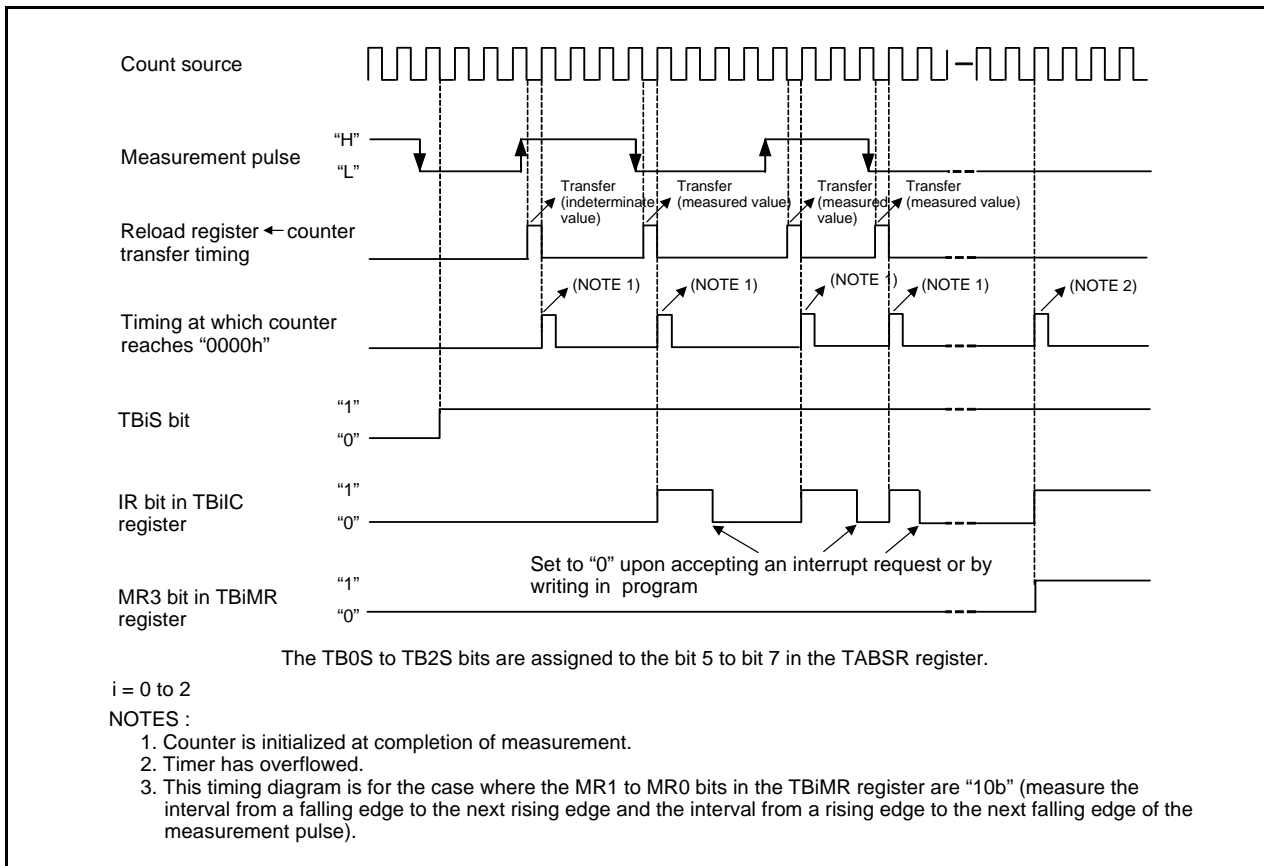 Count source
“H”
Measurement pulse
“L”
Transfer
(indeterminate
value)
Transfer
(measured value)
Transfer
(measured
value)
Transfer
(measured value)
Reload register ← counter
transfer timing
(NOTE 1)
(NOTE 1)
(NOTE 1)
(NOTE 1)
(NOTE 2)
Timing at which counter
reaches “0000h”
“1”
TBiS bit
“0”
“1”
IR bit in TBiIC
register
“0”
Set to “0” upon accepting an interrupt request or by
writing in program
“1”
MR3 bit in TBiMR
register
“0”
The TB0S to TB2S bits are assigned to the bit 5 to bit 7 in the TABSR register.
i = 0 to 2
NOTES :
1. Counter is initialized at completion of measurement.
2. Timer has overflowed.
3. This timing diagram is for the case where the MR1 to MR0 bits in the TBiMR register are “10b” (measure the
interval from a falling edge to the next rising edge and the interval from a rising edge to the next falling edge of the
measurement pulse).